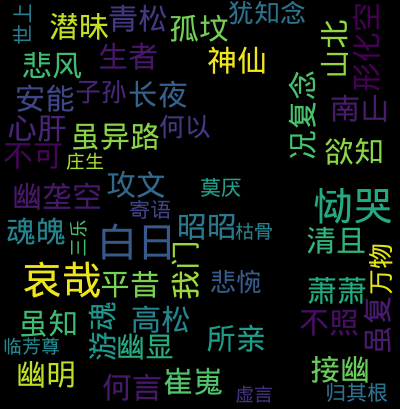 世上
潜昧
青松
孤坟
犹知念
悲风
生者
神仙
山北
形化空
安能
子孙
长夜
况复念
南山
心肝
虽异路
何以
不可
庄生
欲知
幽垄空
攻文
莫厌
寄语
恸哭
魂魄
三乐
白日
昭昭
枯骨
清且
哀哉
平昔
我门
悲惋
万物
萧萧
虽知
游魂
高松
不照
虽复
临芳尊
幽显
所亲
幽明
何言
崔嵬
虚言
接幽
归其根